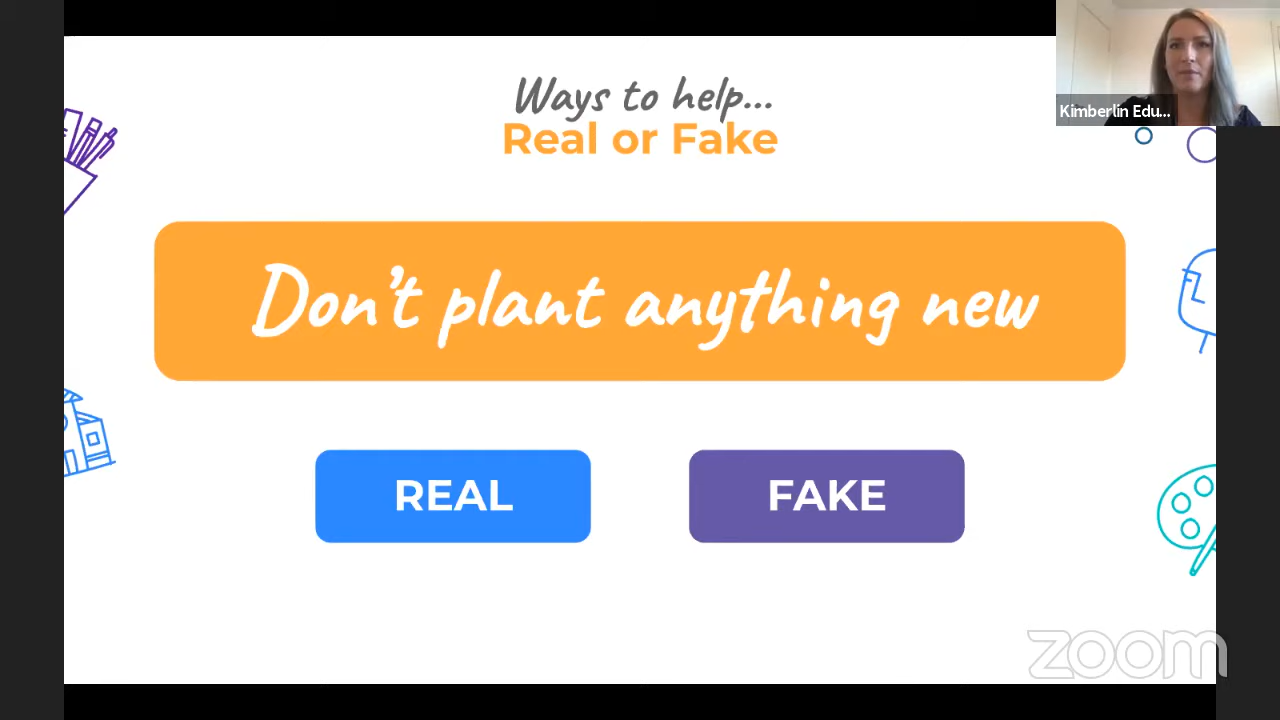 Ways to help...
Real or Fake
Kimberlin Edu...
Don't plant anything new
REAL
FAKE
zoom